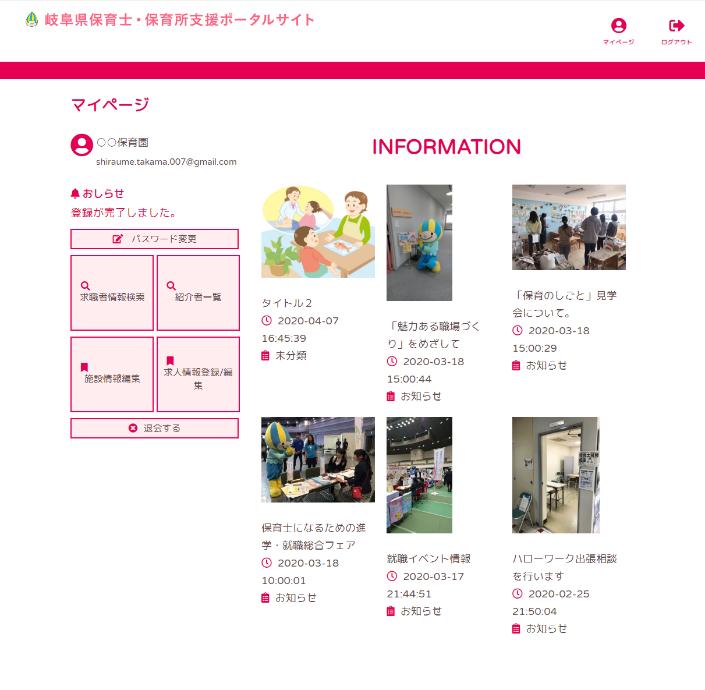 岐阜県保育士・保育所支援ポータルサイト
マイページ
ログアウト
マイページ
〇〇保育園
shiraume.takama.007@gmail.com
おしらせ
登録が完了しました。
パスワード変更
求職者情報検索
紹介者一覧
施設情報編集
求人情報登録/編
集
退会する
INFORMATION
タイトル２
2020-04-07
16:45:39
未分類
「魅力ある職場づく
り」をめざして
2020-03-18
15:00:44
お知らせ
「保育のしごと」見学
会について。
2020-03-18
15:00:29
お知らせ
保育士になるための進
学・就職総合フェア
2020-03-18
10:00:01
お知らせ
就職イベント情報
2020-03-17
21:44:51
お知らせ
ハローワーク出張相談
を行います
2020-02-25
21:50:04
お知らせ